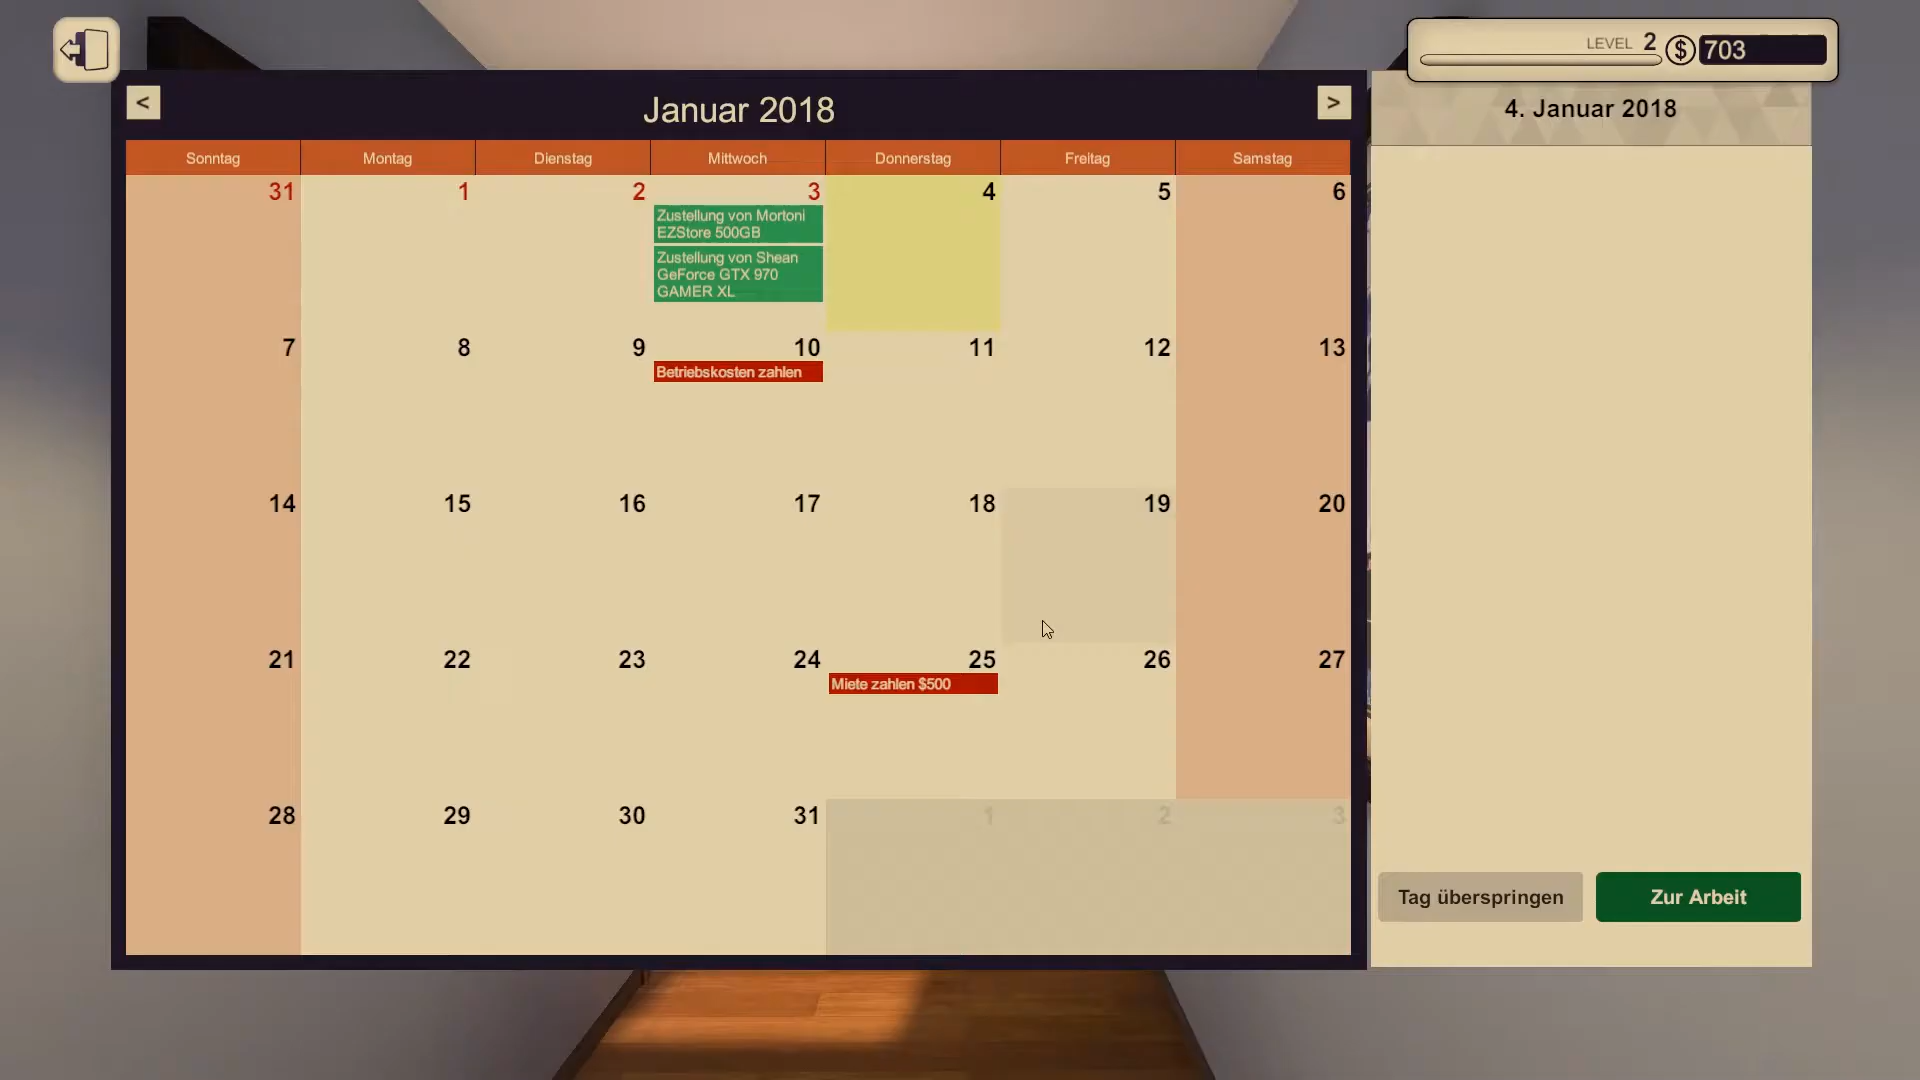 LEVEL 2 $ 703
< Januar 2018 >
4. Januar 2018
Sonntag Montag Dienstag Mittwoch Donnerstag Freitag Samstag
31 1 2 3 4 5 6
Zustellung von Mortoni
EZStore 500GB
Zustellung von Shean
GeForce GTX 970
GAMER XL
7 8 9 10 11 12 13
Betriebskosten zahlen
14 15 16 17 18 19 20
21 22 23 24 25 26 27
Miete zahlen $500
28 29 30 31 1 2 3
Tag überspringen
Zur Arbeit